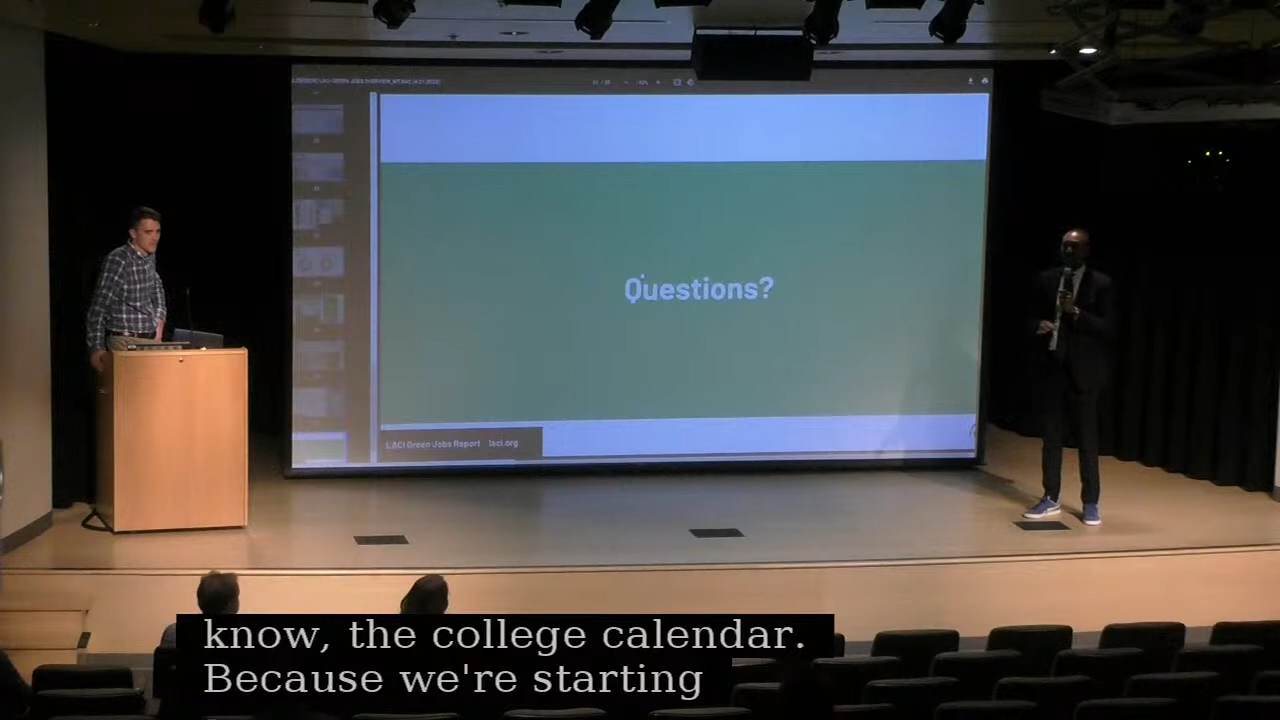 Questions?
LACI Green Jobs Report laci.org
know, the college calendar.
Because we're starting